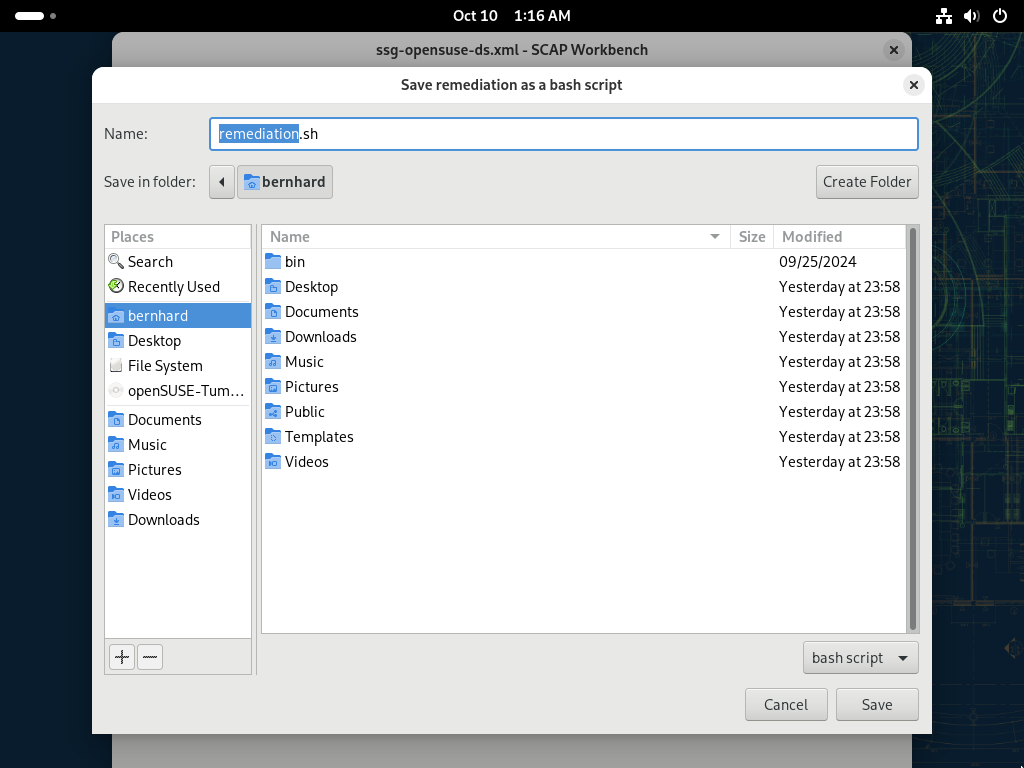 Oct 10 1:16 AM
ssg-opensuse-ds.xml - SCAP Workbench
Save remediation as a bash script
Name: remediation.sh
Save in folder: bernhard Create Folder
Places
Search
Recently Used
bernhard
Desktop
File System
openSUSE-Tum...
Documents
Music
Pictures
Videos
Downloads
Name Size Modified
bin 09/25/2024
Desktop Yesterday at 23:58
Documents Yesterday at 23:58
Downloads Yesterday at 23:58
Music Yesterday at 23:58
Pictures Yesterday at 23:58
Public Yesterday at 23:58
Templates Yesterday at 23:58
Videos Yesterday at 23:58
bash script
Cancel Save